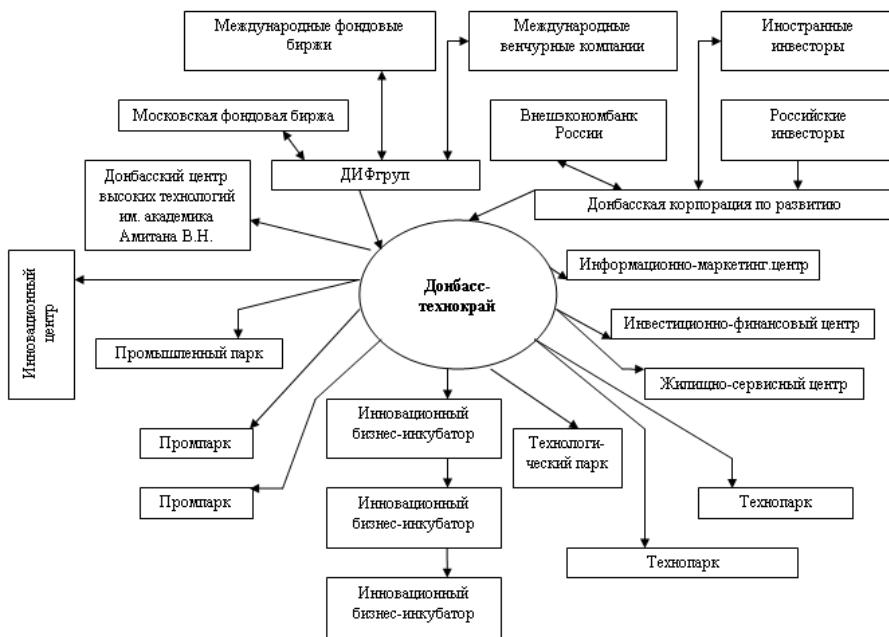 Международные фондовые
биржи
Международные
венчурные компании
Иностранные
инвесторы
Московская фондовая биржа
Внешэкономбанк
России
Российские
инвесторы
Донбасский центр
высоких технологий
им. академика
Амитана В.Н.
ДИФгруп
Донбасская корпорация по развитию
Инновационный
центр
Донбасс-
технокрай
Информационно-маркетинг.центр
Инвестиционно-финансовый центр
Промышленный парк
Жилищно-сервисный центр
Промпарк
Инновационный
бизнес-инкубатор
Технологи-
ческий парк
Промпарк
Инновационный
бизнес-инкубатор
Технопарк
Технопарк
Инновационный
бизнес-инкубатор